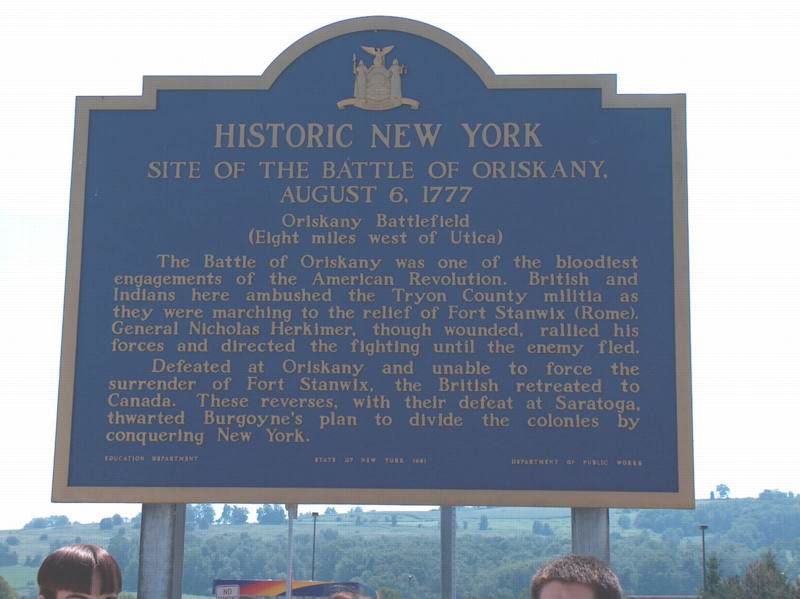 HISTORIC NEW YORK
SITE OF THE BATTLE OF ORISKANY,
AUGUST 6, 1777
Oriskany Battlefield
(Eight miles west of Utica)
The Battle of Oriskany was one of the bloodiest
engagements of the American Revolution. British and
Indians here ambushed the Tryon County militia as
they were marching to the relief of Fort Stanwix (Rome).
General Nicholas Herkimer, though wounded, rallied his
forces and directed the fighting until the enemy fled.
Defeated at Oriskany and unable to force the
surrender of Fort Stanwix, the British retreated to
Canada. These reverses, with their defeat at Saratoga,
thwarted Burgoyne's plan to divide the colonies by
conquering New York.
EDUCATION DEPARTMENT STATE OF NEW YORK 1961 DEPARTMENT OF PUBLIC WORKS
NO